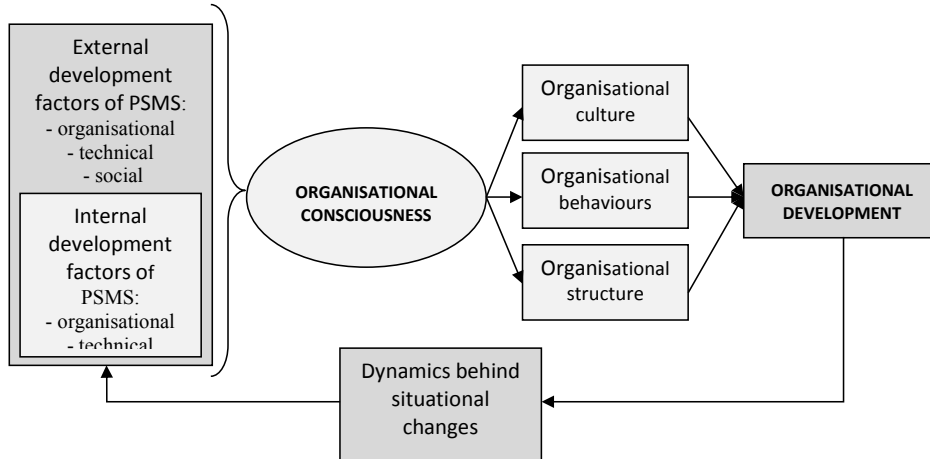 External
development
factors of PSMS:
- organisational
- technical
- social
Internal
development
factors of
PSMS:
- organisational
- technical
ORGANISATIONAL
CONSCIOUSNESS
Organisational
culture
Organisational
behaviours
Organisational
structure
ORGANISATIONAL
DEVELOPMENT
Dynamics behind
situational
changes